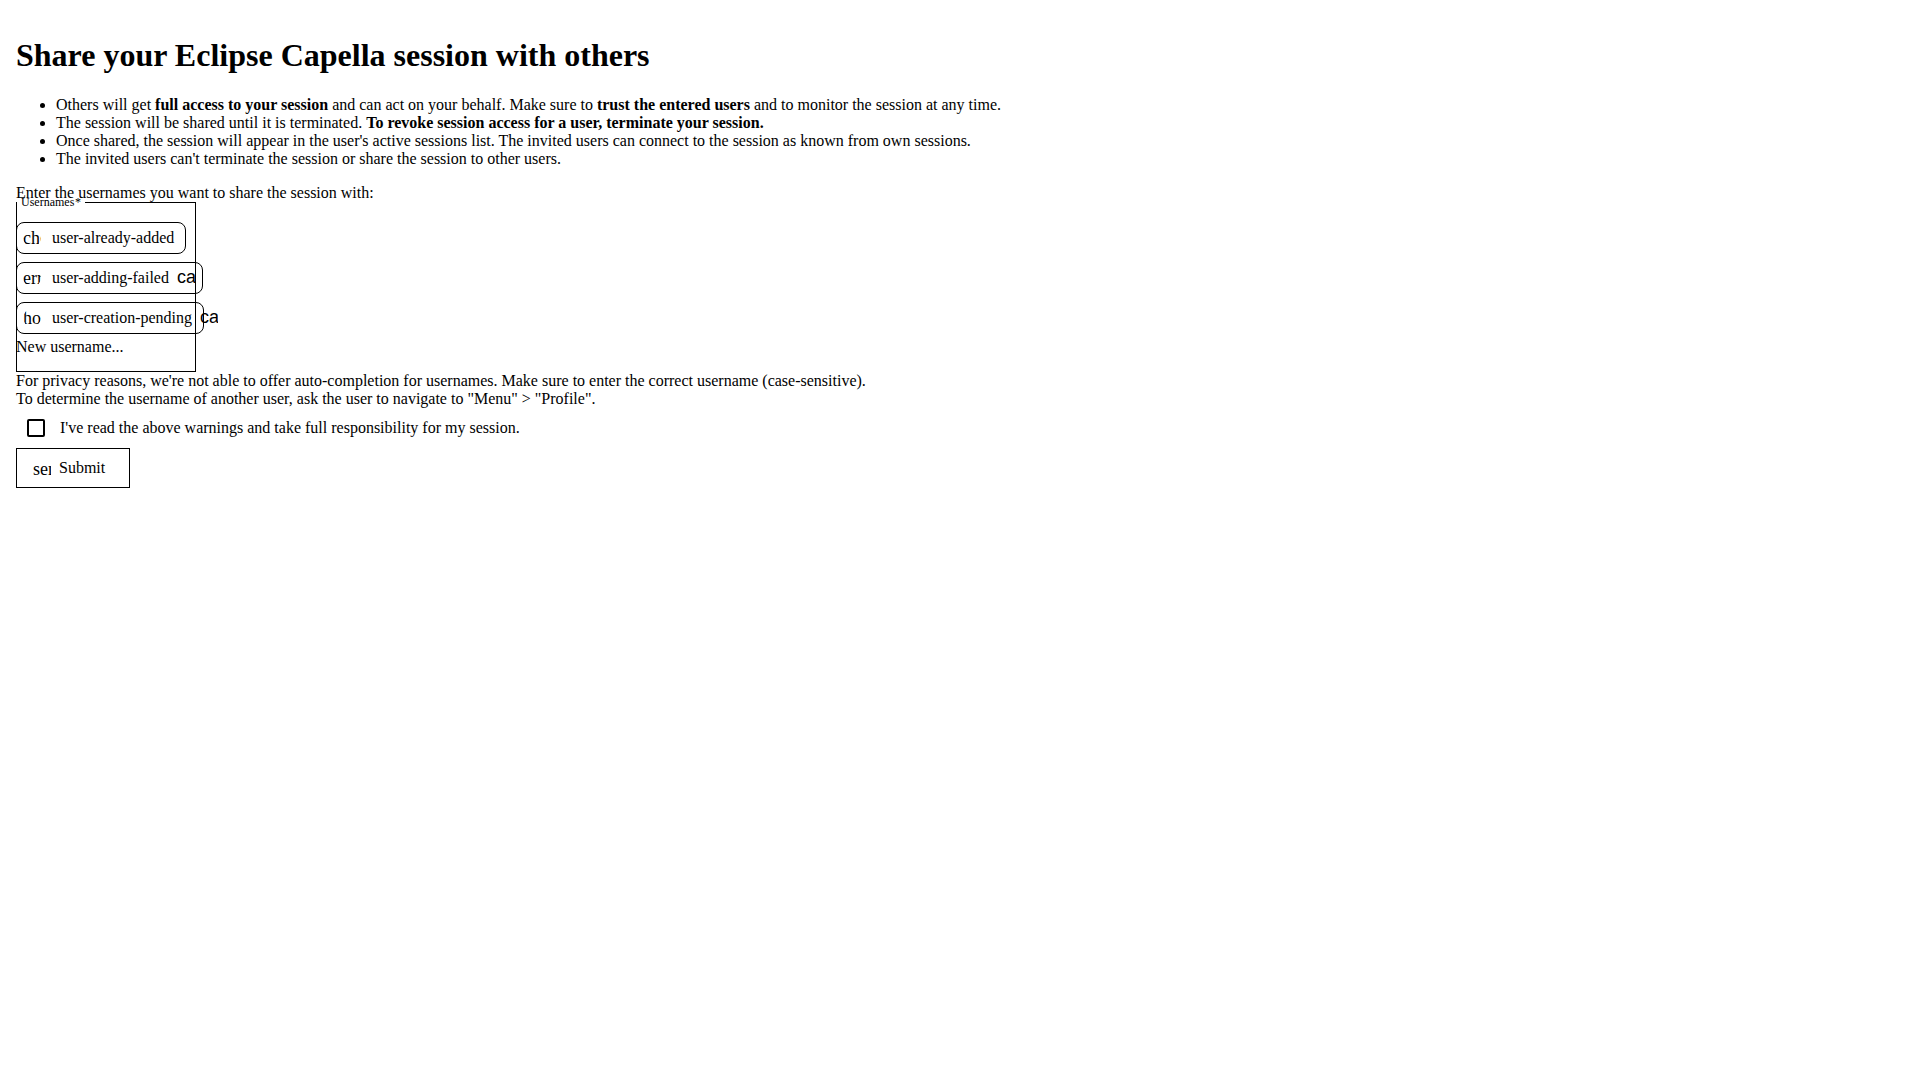 Share your Eclipse Capella session with others
Others will get full access to your session and can act on your behalf. Make sure to trust the entered users and to monitor the session at any time.
The session will be shared until it is terminated. To revoke session access for a user, terminate your session.
Once shared, the session will appear in the user's active sessions list. The invited users can connect to the session as known from own sessions.
The invited users can't terminate the session or share the session to other users.
Enter the usernames you want to share the session with:
Usernames*
ch user-already-added
err user-adding-failed ca
ho user-creation-pending ca
New username...
For privacy reasons, we're not able to offer auto-completion for usernames. Make sure to enter the correct username (case-sensitive).
To determine the username of another user, ask the user to navigate to "Menu" > "Profile".
I've read the above warnings and take full responsibility for my session.
sen Submit